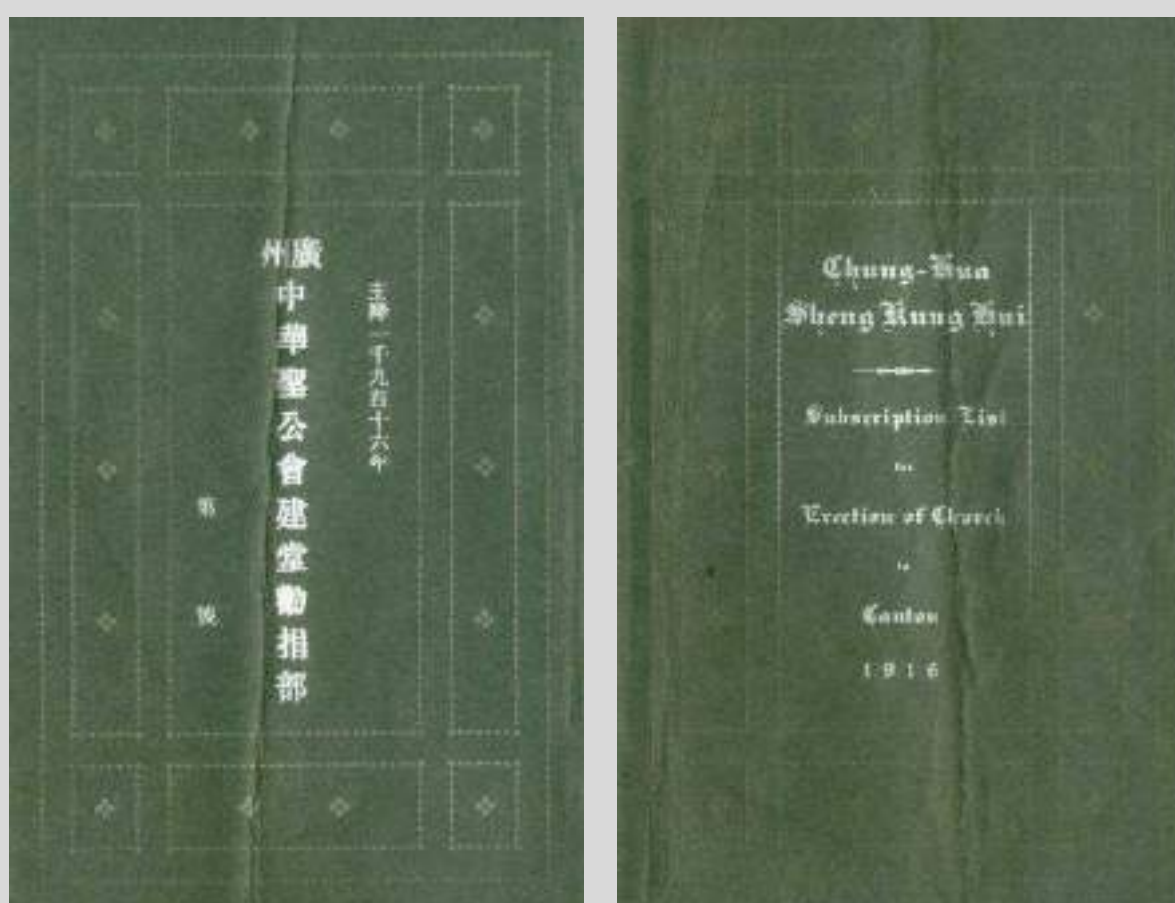 主降一千九百十六年
廣州
中華聖公會建堂勸捐部
第 號
Chung-Hua
Sheng Kung Hui
Subscription List
for
Erection of Church
in
Canton
1916